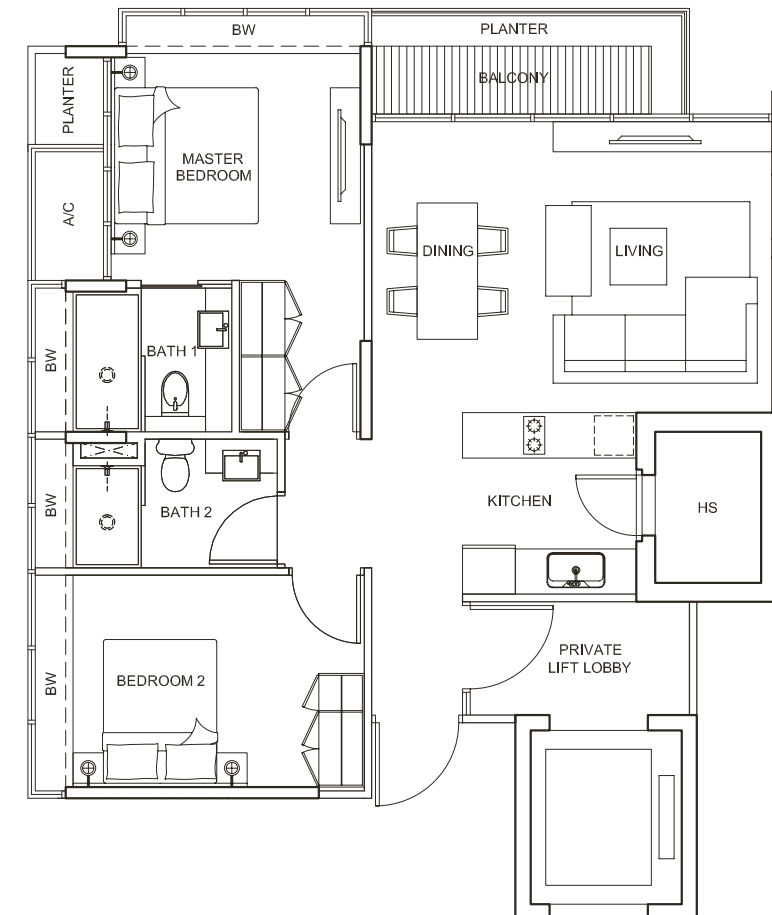 BW
PLANTER
BALCONY
PLANTER
MASTER
BEDROOM
A/C
DINING
LIVING
BW
BATH 1
BW
BATH 2
KITCHEN
HS
PRIVATE
LIFT LOBBY
BW
BEDROOM 2